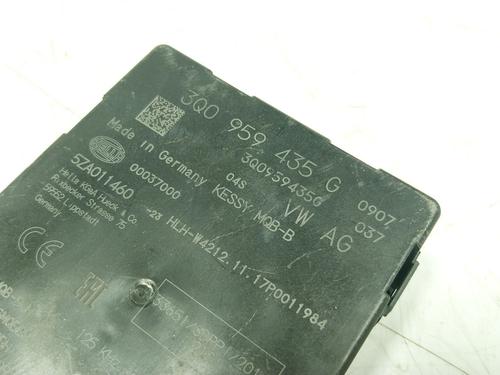 3Q0 959 435 G
3Q0959435G
Made in Germany
04S
0907
037
VW AG
KESSY MQB-B
00037000
HELLA
5ZA011460
Hella KGaA Hueck & Co
Rixbecker Strasse 75
59552 Lippstadt
Germany
-23 HLH-W4212.11.17P0011984
CE
EAC
125 KHz